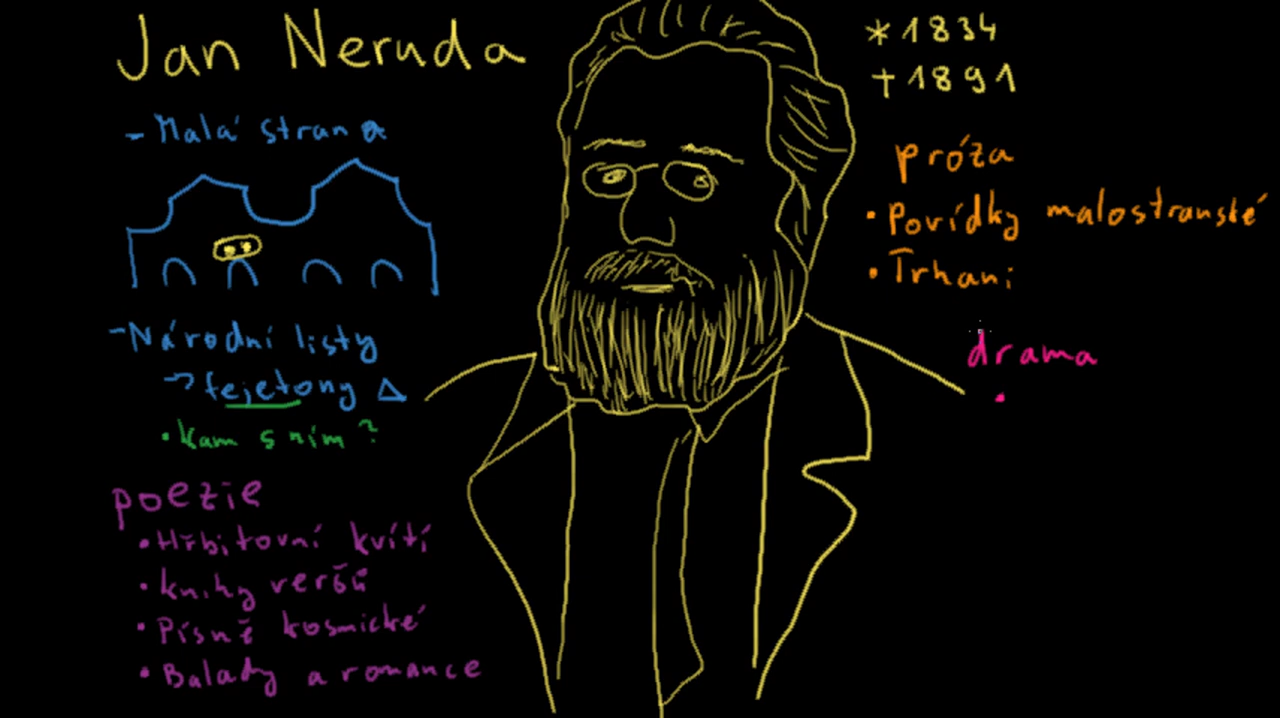 Jan Neruda
- Malá strana
- Národní listy
→ fejetony Δ
• Kam s ním?
poezie
• Hřbitovní kvítí
• Knihy veršů
• Písně kosmické
• Balady a romance
* 1834
† 1891
próza
• Povídky malostranské
• Trhani
drama
•